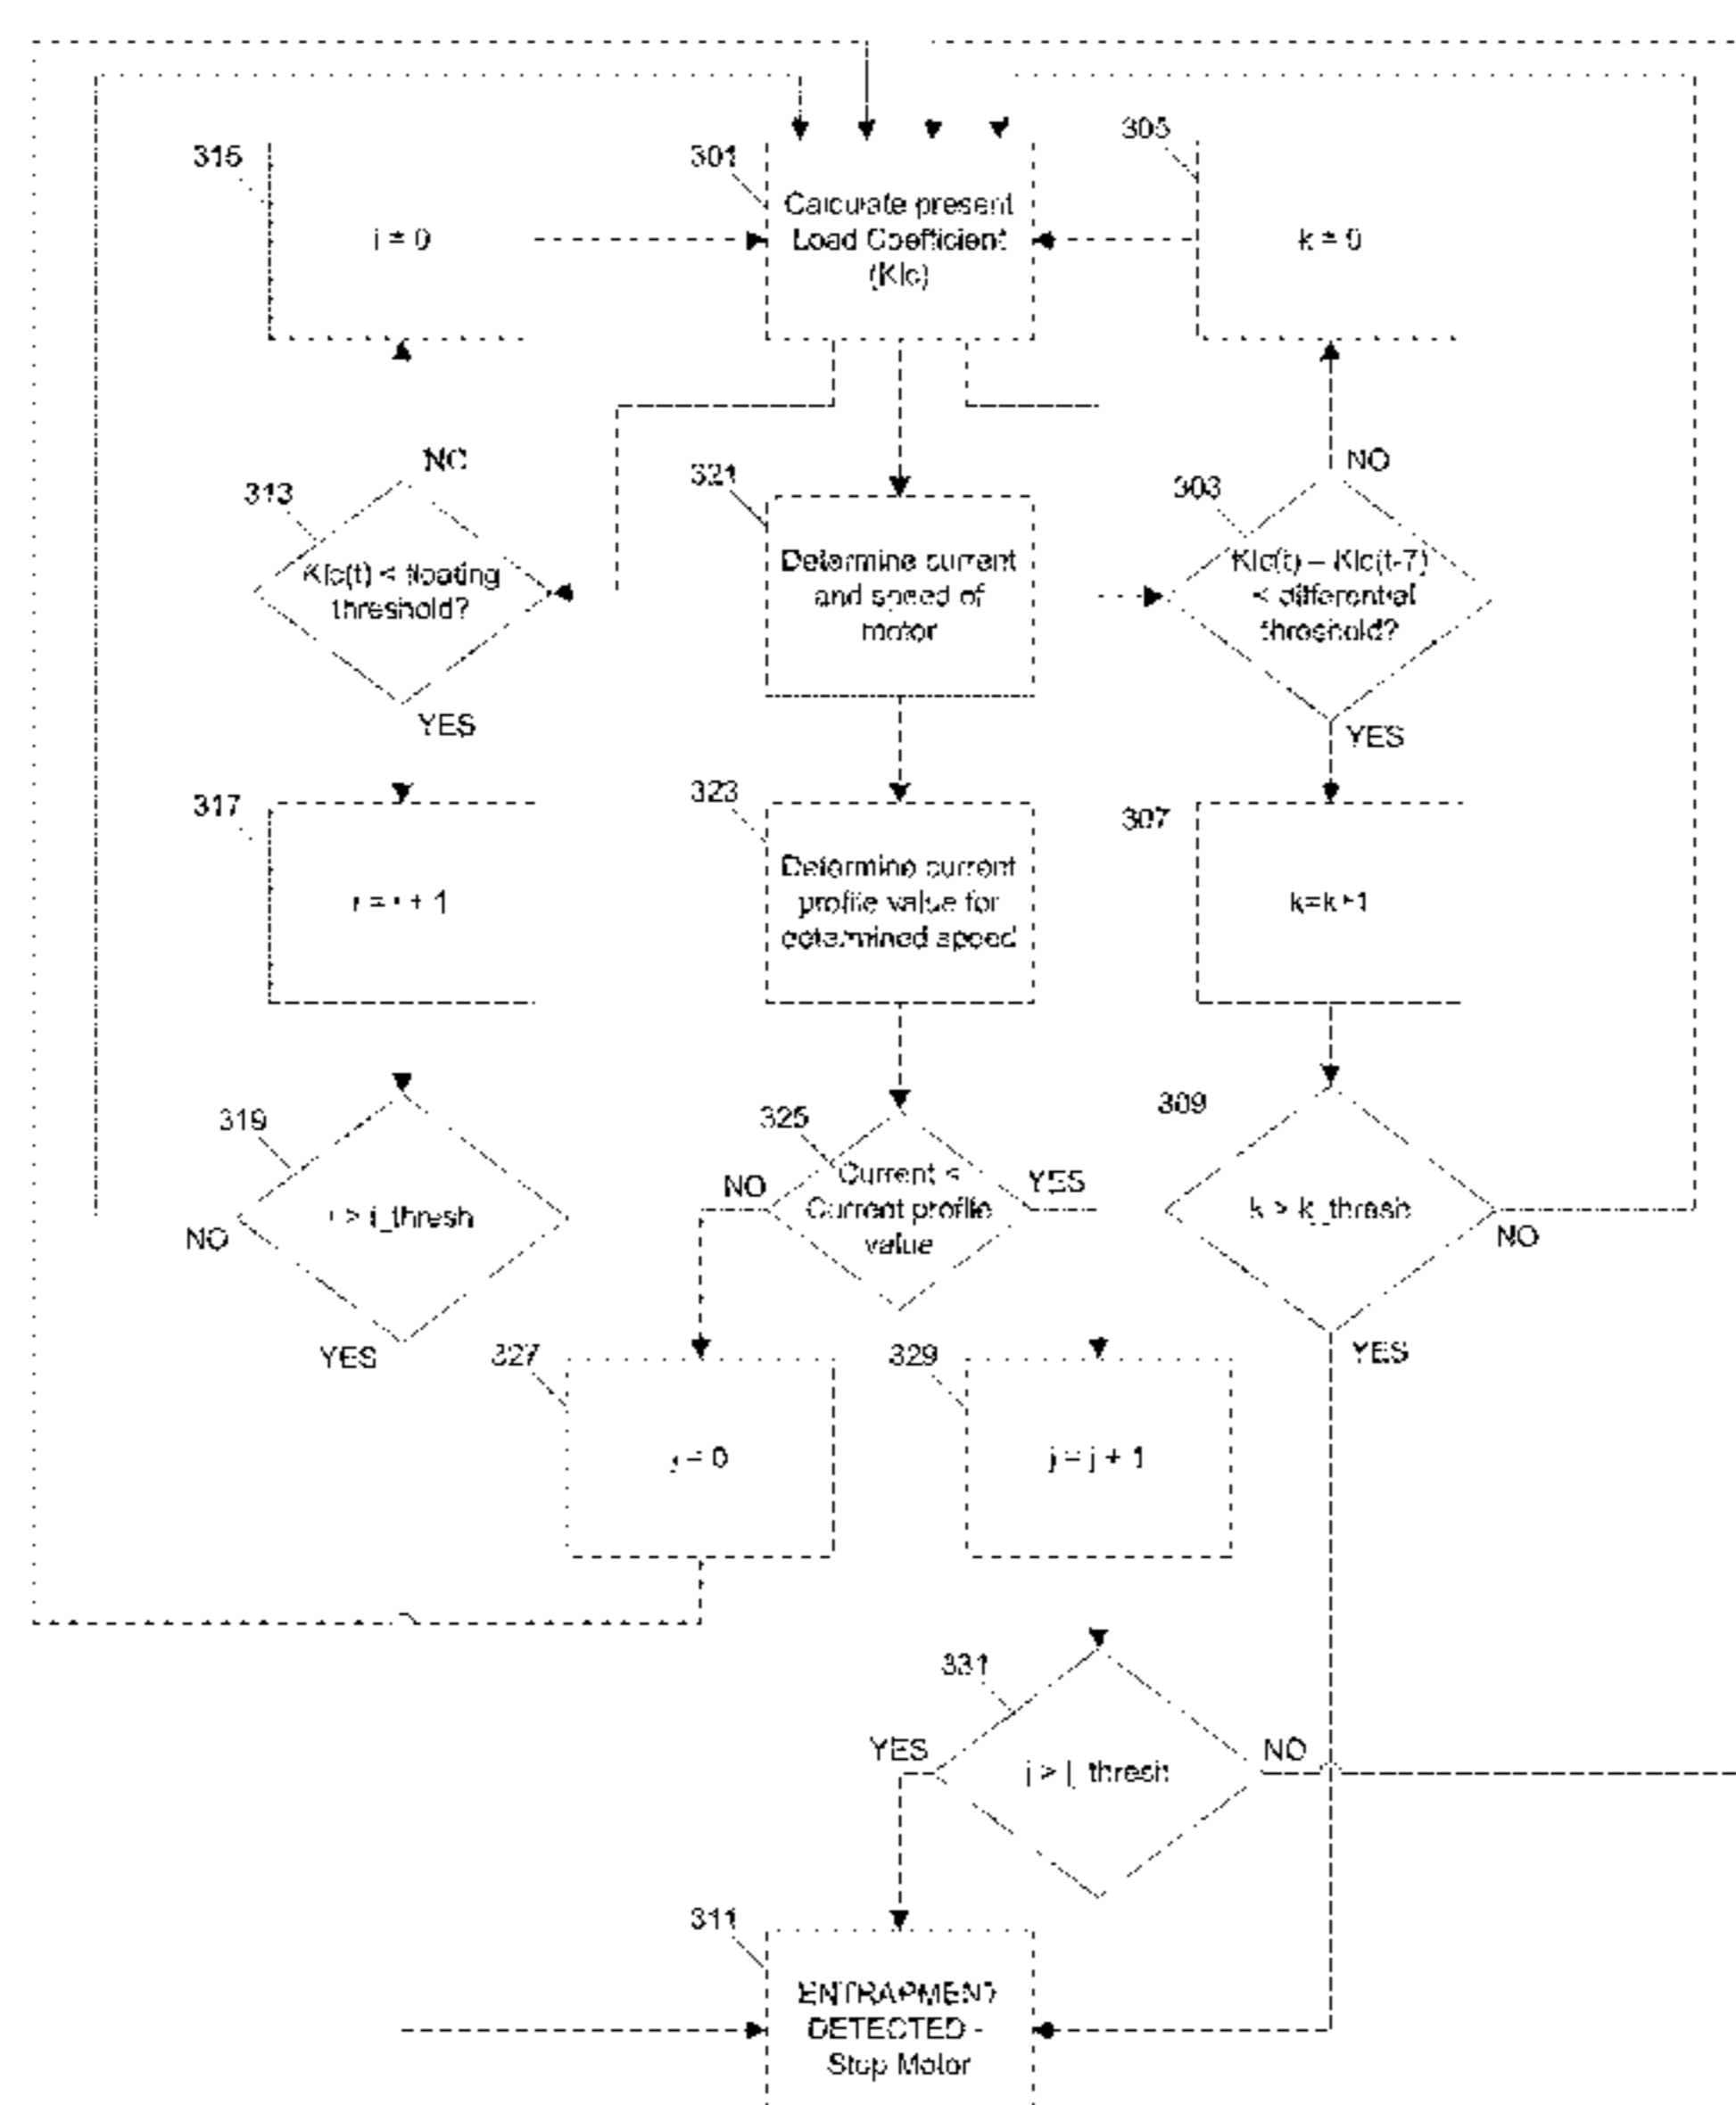 315
301
305
Calculate present
Load Coefficient
(Klc)
i = 0
k = 0
NO
NO
313
321
303
Klc(t) < floating
threshold?
Determine current
and speed of
motor
Klc(t) – Klc(t-7)
< differential
threshold?
YES
YES
317
323
307
i = i + 1
Determine current
profile value for
determined speed
k=k+1
319
325
309
NO
YES
Current <
Current profile
value
i > i_thresh
k > k_thresh
NO
NO
YES
YES
327
329
j = 0
j = j + 1
331
YES
NO
j > j_thresh
311
ENTRAPMENT
DETECTED -
Stop Motor